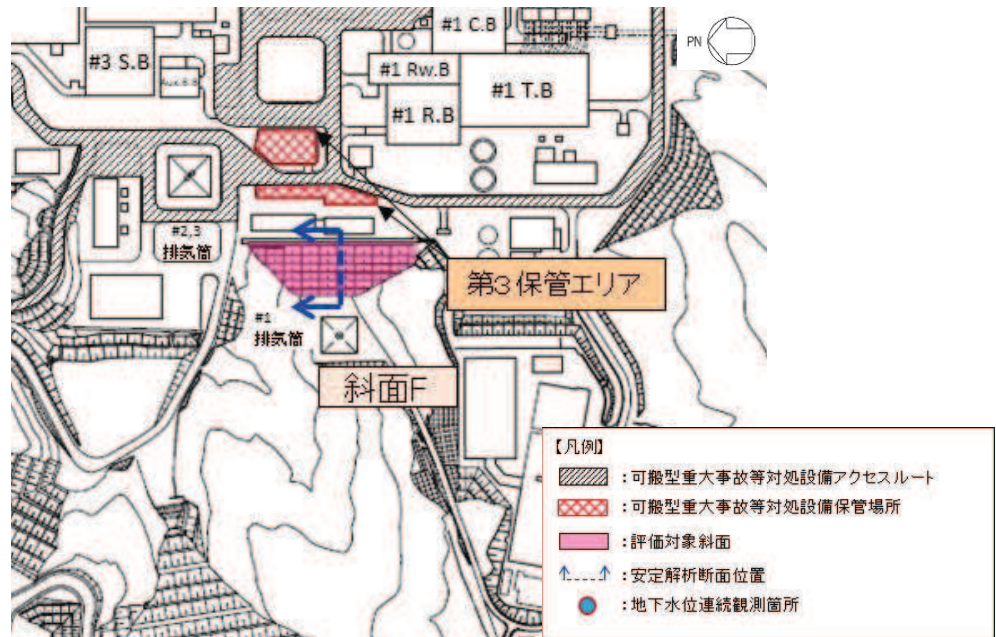 #1 C.B
PN
#3 S.B
#1 Rw.B
#1 T.B
#1 R.B
#2,3
排気筒
第3保管エリア
#1
排気筒
斜面F
【凡例】
：可搬型重大事故等対処設備アクセスルート
：可搬型重大事故等対処設備保管場所
：評価対象斜面
：安定解析断面位置
：地下水位連続観測箇所